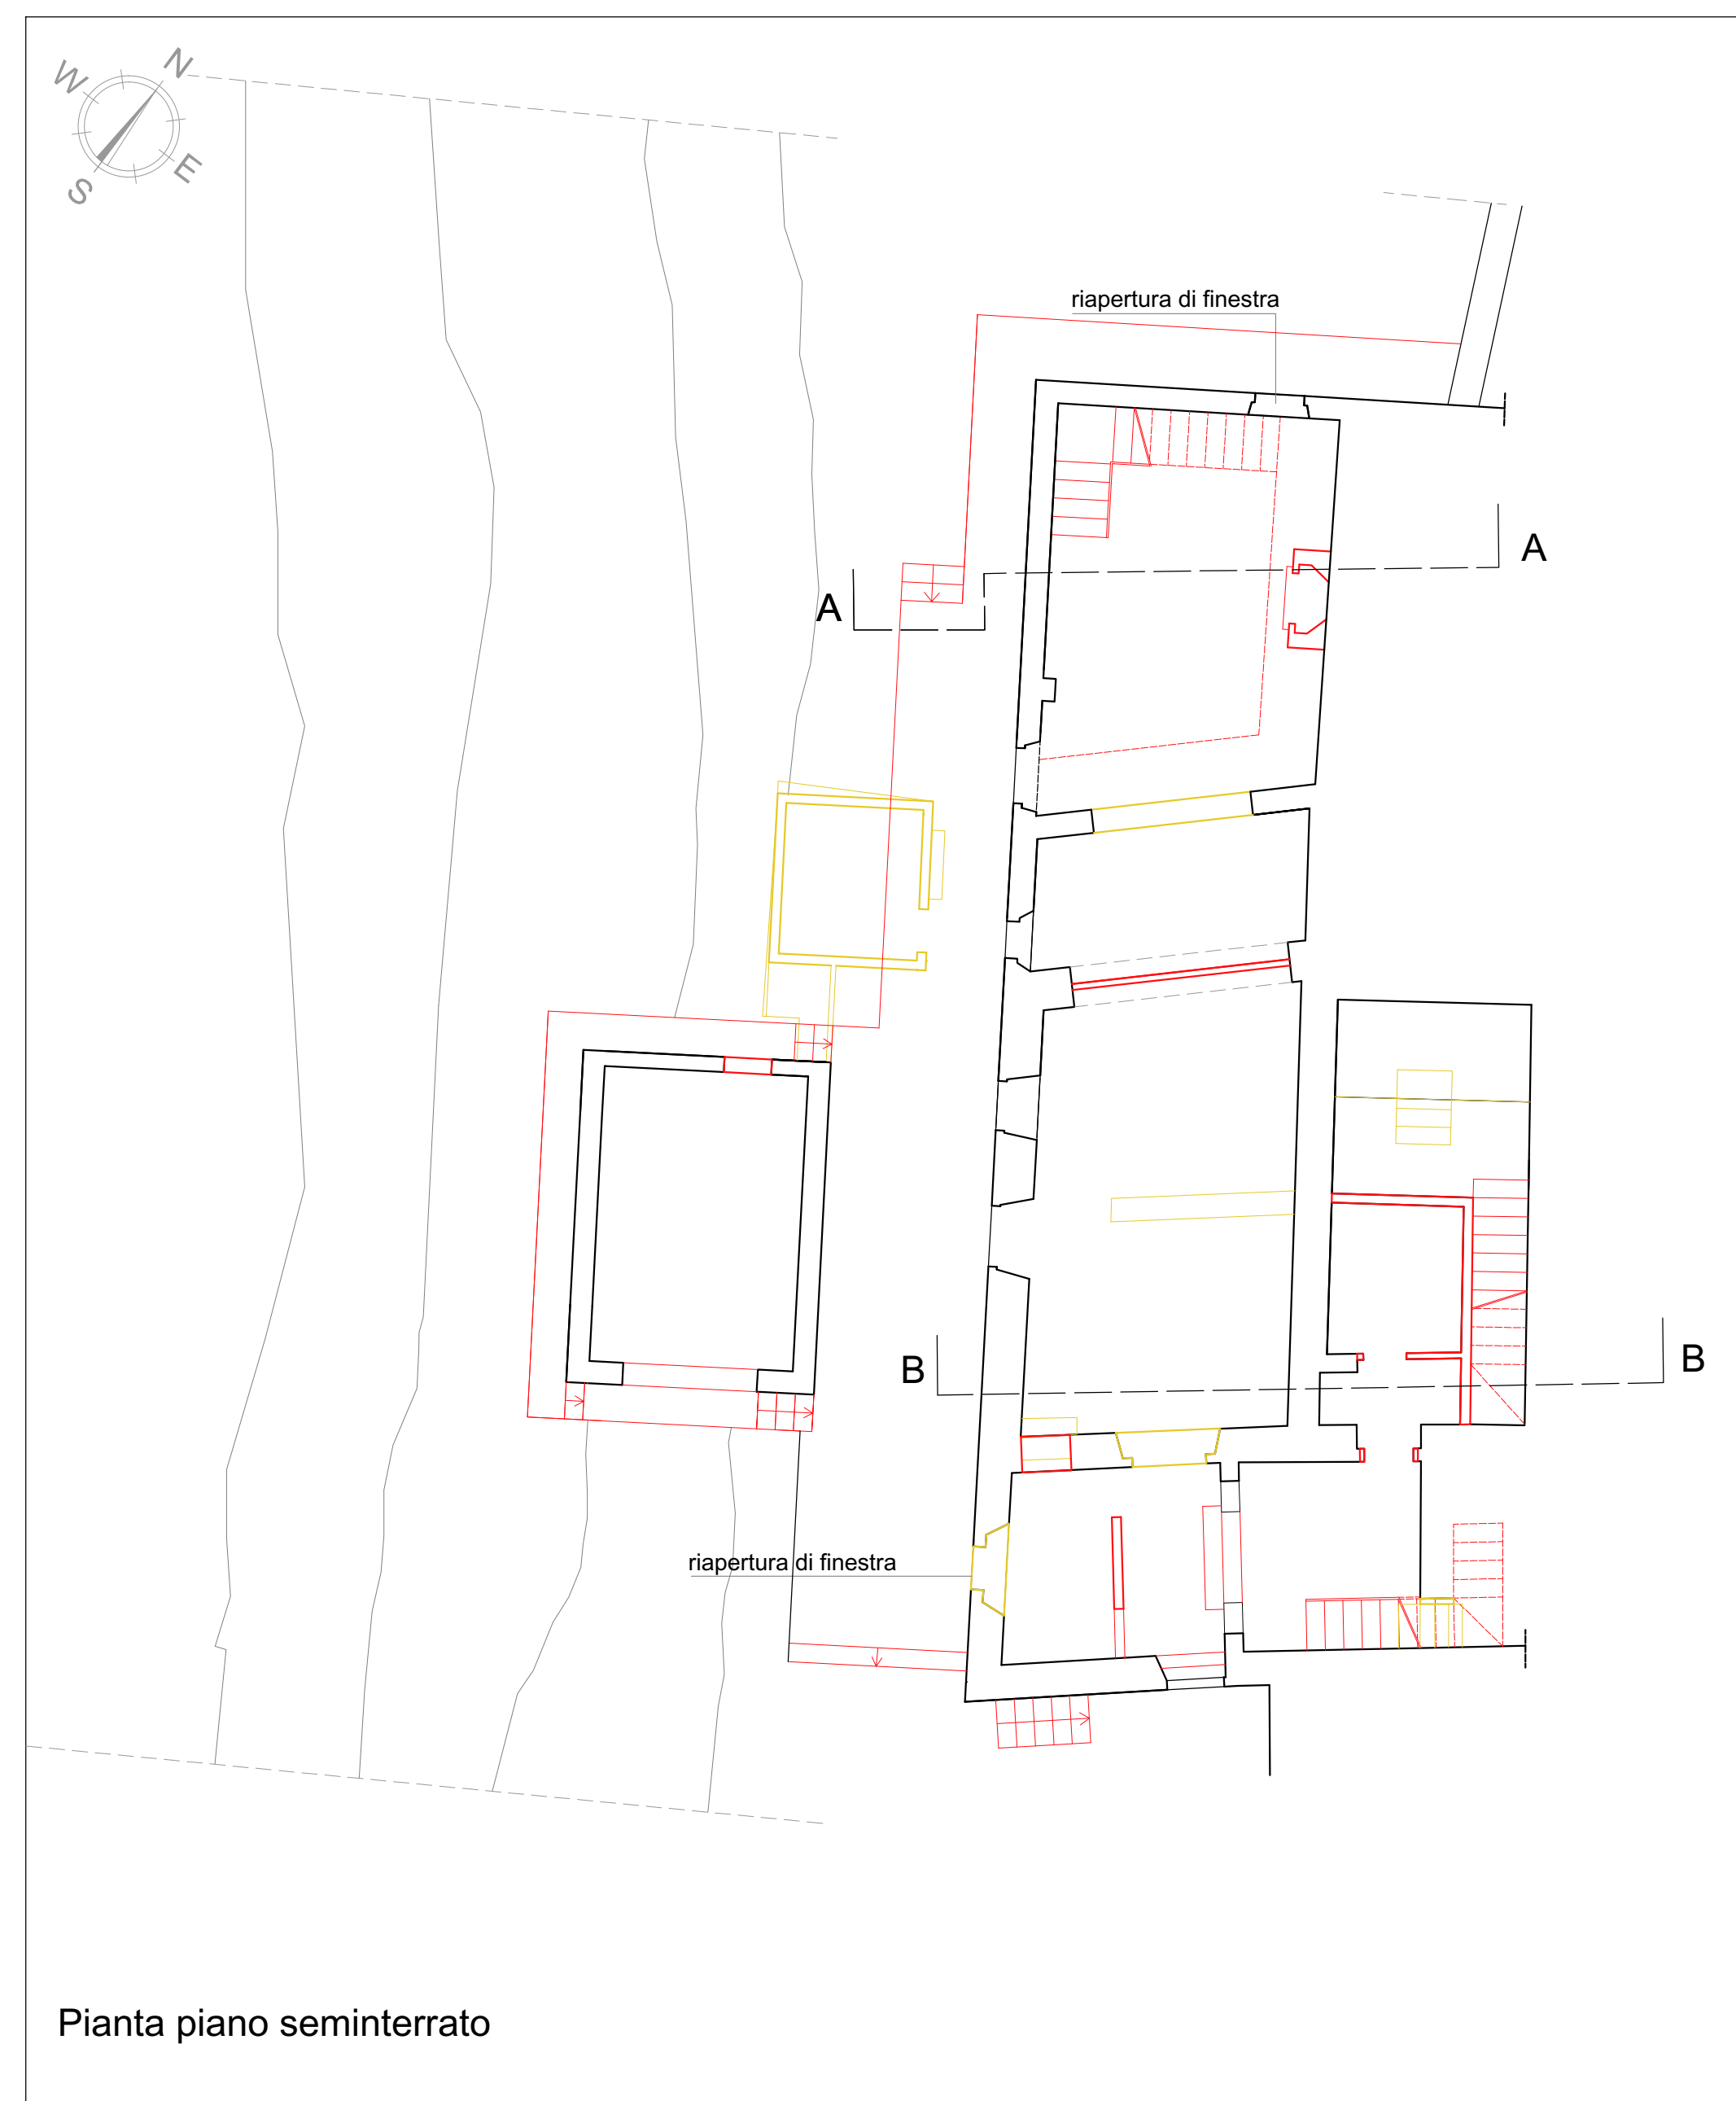 N
W
E
S
riapertura di finestra
A
A
B
B
riapertura di finestra
Pianta piano seminterrato